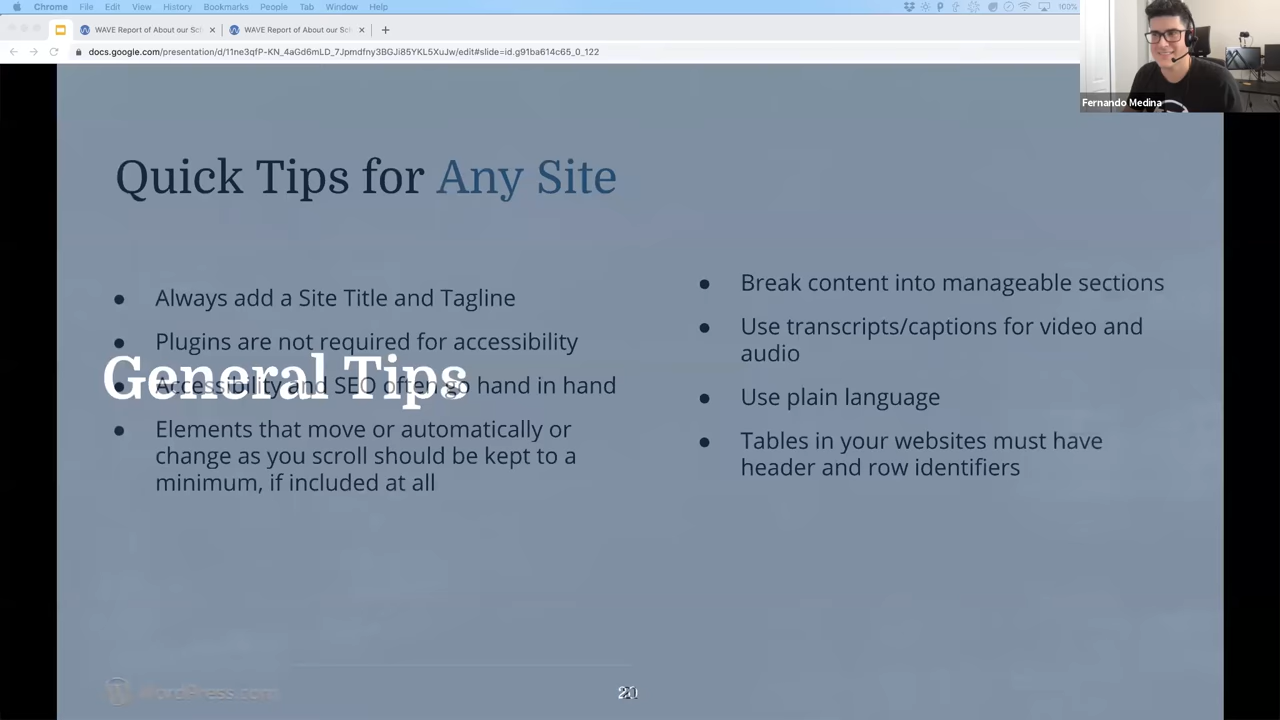 Chrome File Edit View History Bookmarks People Tab Window Help 100%
WAVE Report of About our Sch
WAVE Report of About our Sch
docs.google.com/presentation/d/11ne3qfP-KN_4aGd6mLD_7Jpmdfny3BGJi85YKL5XuJw/edit#slide=id.g91ba614c65_0_122
Fernando Medina
Quick Tips for Any Site
Always add a Site Title and Tagline
Plugins are not required for accessibility
General Tips
Accessibility and SEO often go hand in hand
Elements that move or automatically or
change as you scroll should be kept to a
minimum, if included at all
Break content into manageable sections
Use transcripts/captions for video and
audio
Use plain language
Tables in your websites must have
header and row identifiers
WordPress.com